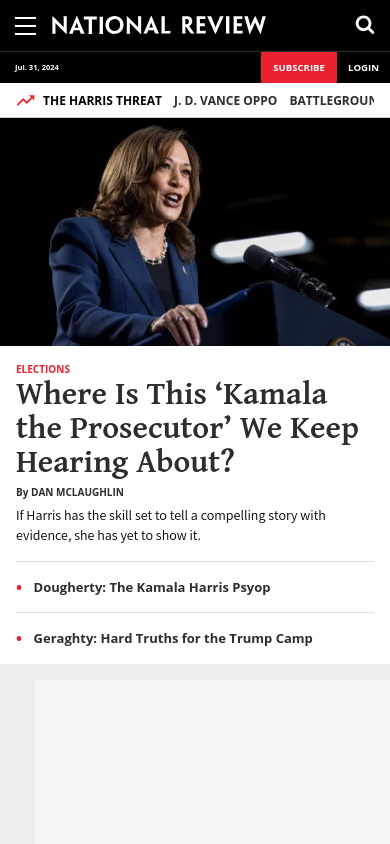 NATIONAL REVIEW
Jul. 31, 2024
SUBSCRIBE
LOGIN
THE HARRIS THREAT
J. D. VANCE OPPO
BATTLEGROUN
ELECTIONS
Where Is This ‘Kamala
the Prosecutor’ We Keep
Hearing About?
By DAN MCLAUGHLIN
If Harris has the skill set to tell a compelling story with
evidence, she has yet to show it.
Dougherty: The Kamala Harris Psyop
Geraghty: Hard Truths for the Trump Camp